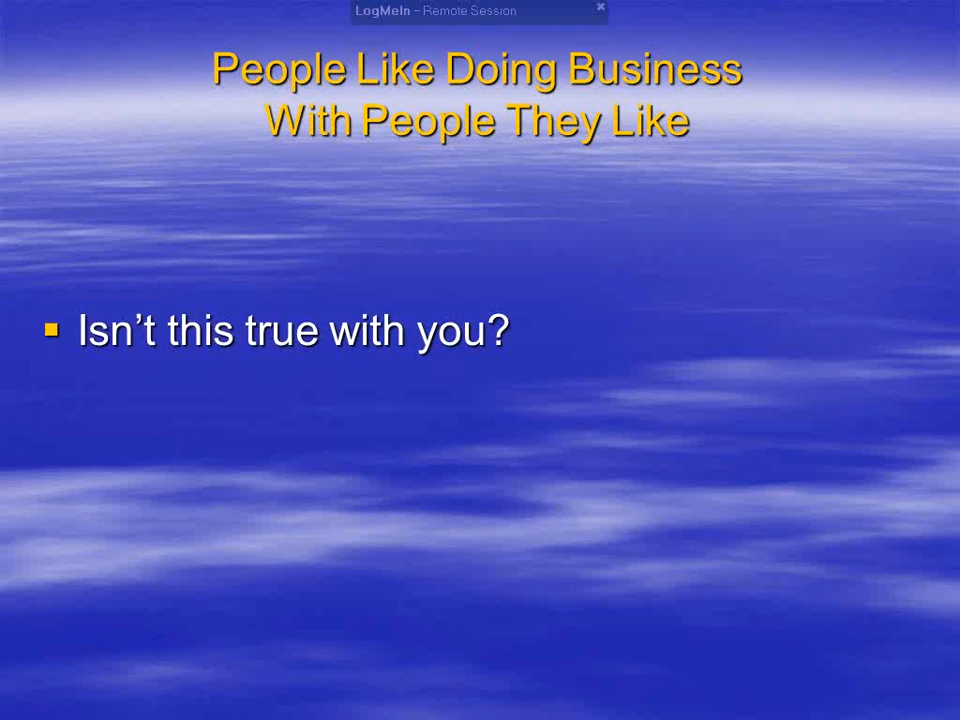 LogMeIn - Remote Session
People Like Doing Business
With People They Like
Isn’t this true with you?